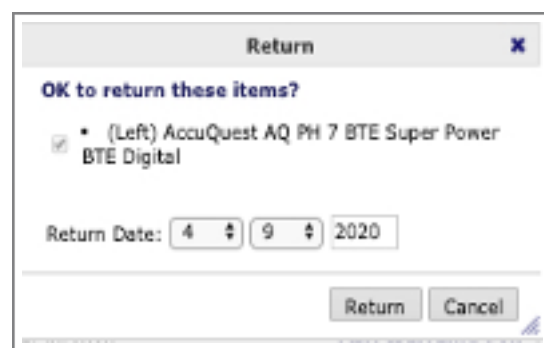 Return ✖
OK to return these items?
• (Left) AccuQuest AQ PH 7 BTE Super Power
BTE Digital
Return Date: 4 9 2020
Return Cancel